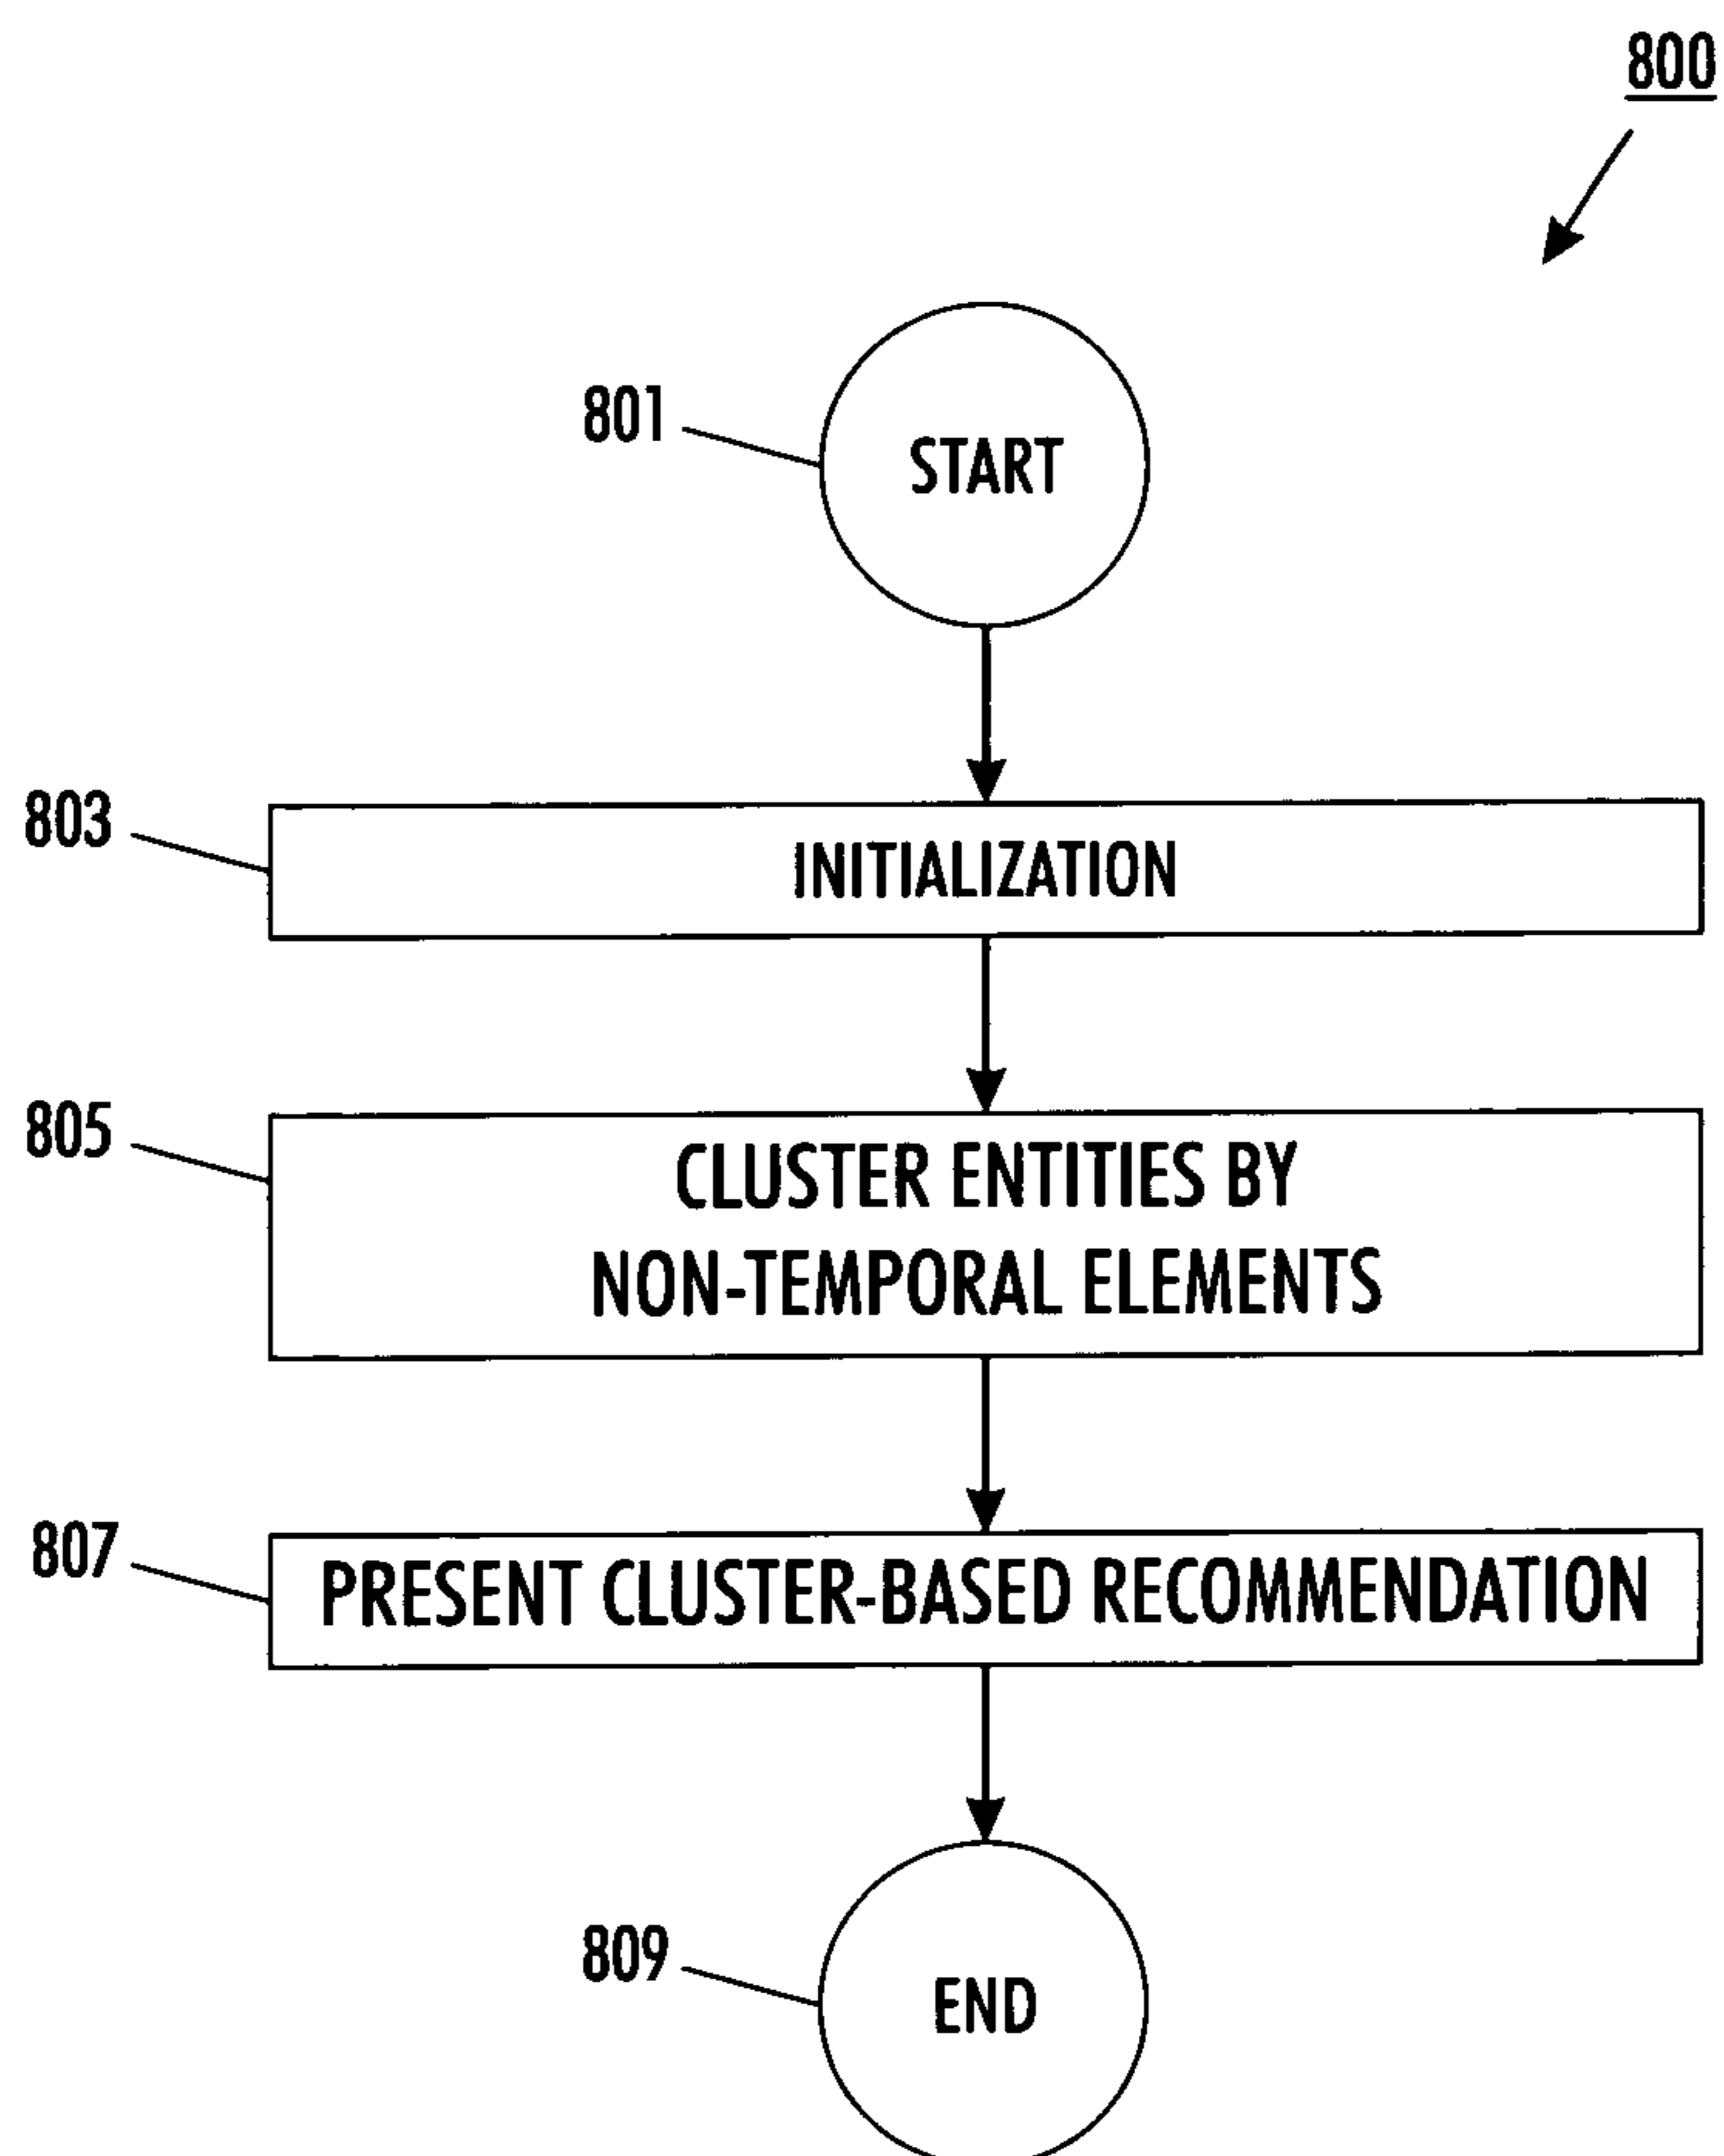 800
801
START
803
INITIALIZATION
805
CLUSTER ENTITIES BY
NON-TEMPORAL ELEMENTS
807
PRESENT CLUSTER-BASED RECOMMENDATION
809
END